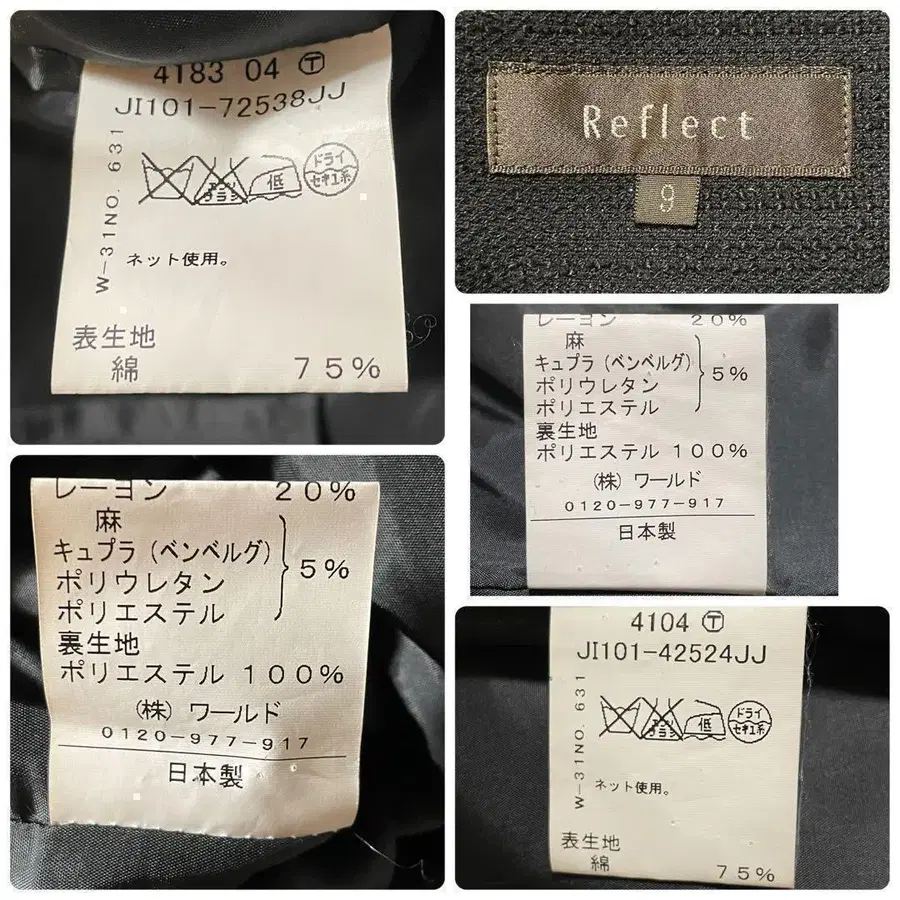 4183 04 Ⓣ
JI101-72538JJ
ドライ
セキユ系
低
W-31NO. 631
ネット使用。
表生地
綿 75%
Reflect
9
レーヨン 20%
麻
キュプラ (ベンベルグ)
ポリウレタン
ポリエステル
5%
裏生地
ポリエステル 100%
(株) ワールド
0120-977-917
日本製
レーヨン 20%
麻
キュプラ (ベンベルグ)
ポリウレタン
ポリエステル
5%
裏生地
ポリエステル 100%
(株) ワールド
0120-977-917
日本製
4104 Ⓣ
JI101-42524JJ
ドライ
セキユ系
低
W-31NO. 631
ネット使用。
表生地
綿 75%